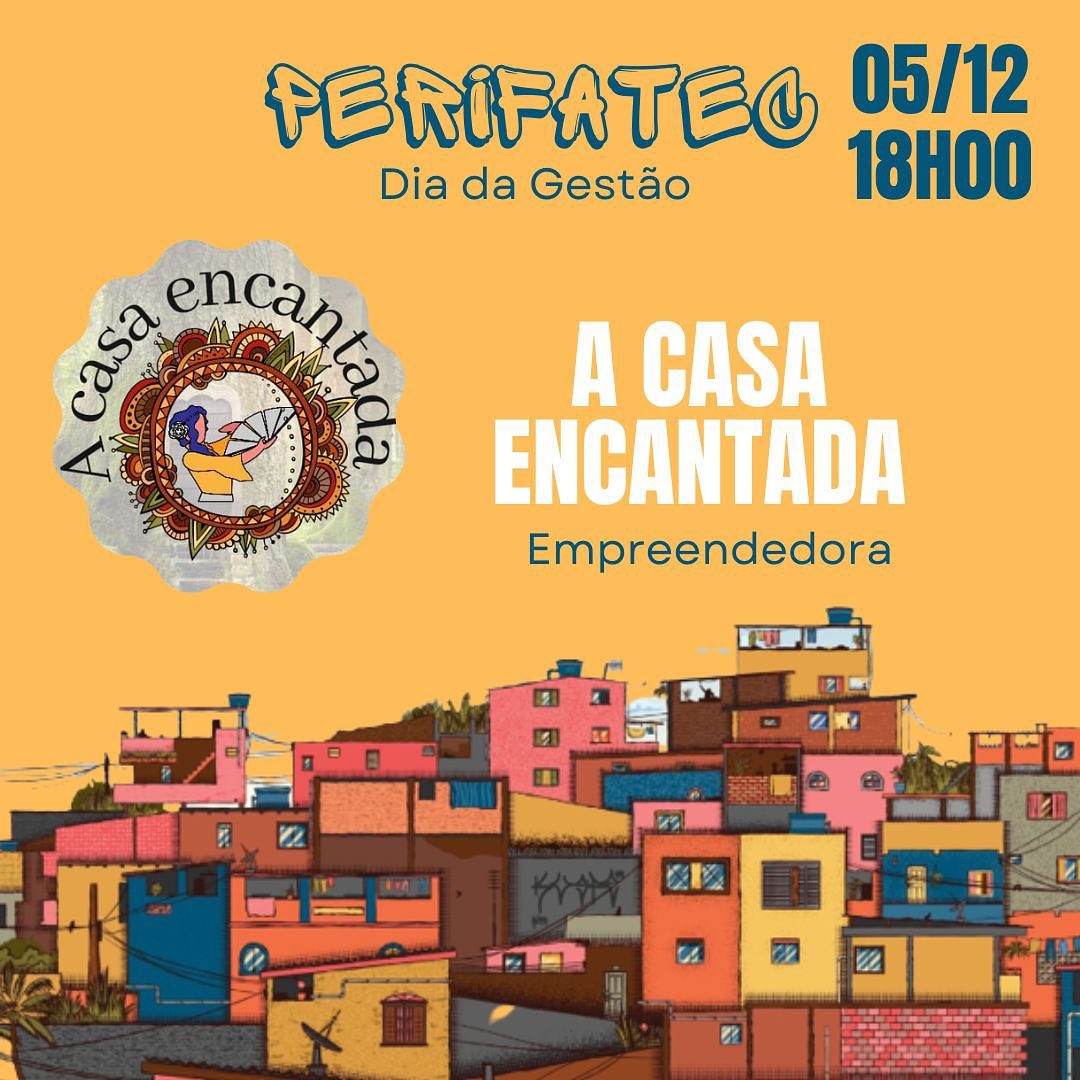 PERIFATEC
Dia da Gestão
05/12
18H00
A casa encantada
A CASA
ENCANTADA
Empreendedora